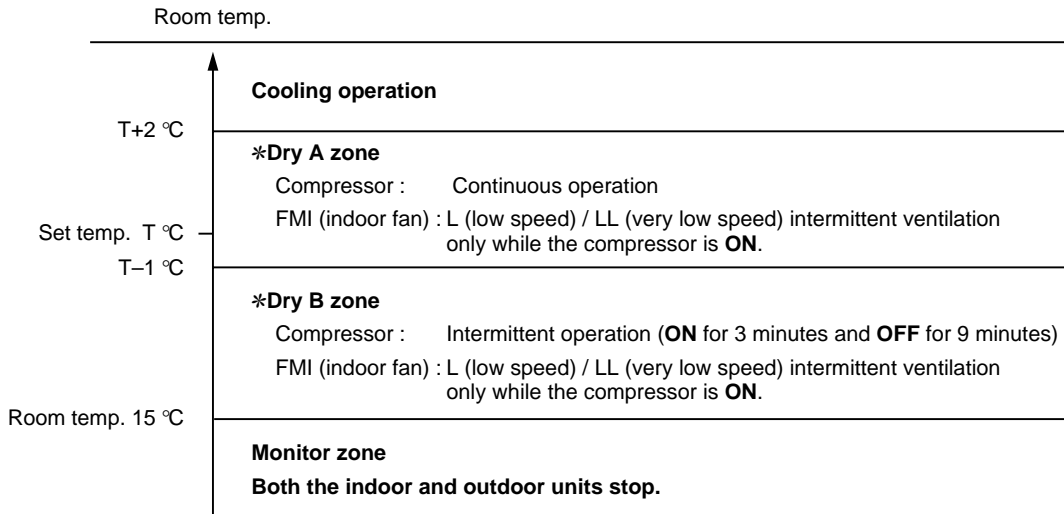 Room temp.
Cooling operation
T+2 °C
*Dry A zone
Compressor : Continuous operation
FMI (indoor fan) : L (low speed) / LL (very low speed) intermittent ventilation
only while the compressor is ON.
Set temp. T °C
T–1 °C
*Dry B zone
Compressor : Intermittent operation (ON for 3 minutes and OFF for 9 minutes)
FMI (indoor fan) : L (low speed) / LL (very low speed) intermittent ventilation
only while the compressor is ON.
Room temp. 15 °C
Monitor zone
Both the indoor and outdoor units stop.